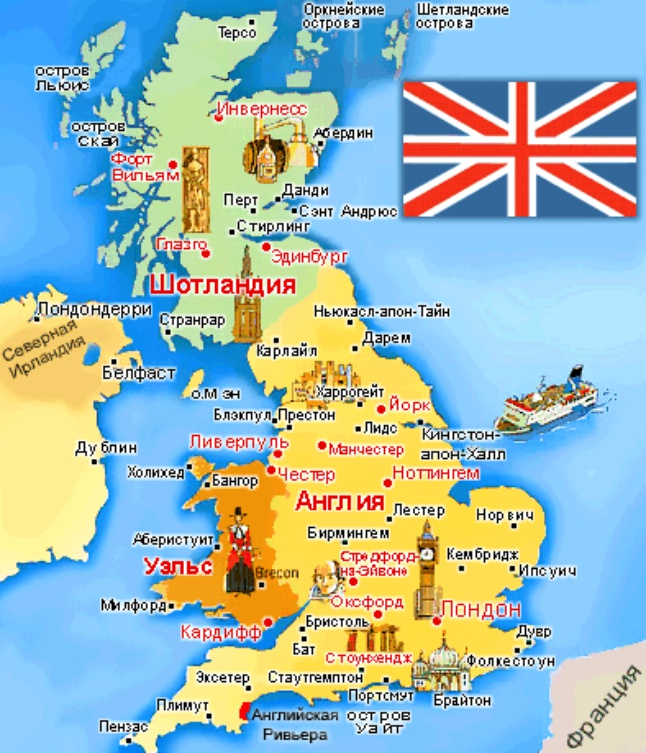 Оркнейские
острова
Шетландские
острова
Терсо
остров
Льюис
Инвернесс
остров
Скай
Абердин
Форт
Вильям
Данди
Перт
Сэнт Андрюс
Стирлинг
Глазго
Эдинбург
Шотландия
Лондондерри
Ньюкасл-апон-Тайн
Странрар
Северная
Ирландия
Дарем
Карлайл
Белфаст
о.Мэн
Харрогейт
Йорк
Блэкпул
Престон
Лидс
Кингстон-
апон-Халл
Ливерпуль
Манчестер
Дублин
Холихед
Честер
Ноттингем
Бангор
Англия
Лестер
Норвич
Бирмингем
Аберистуит
Стредфорд-
на-Эйвоне
Кембридж
Уэльс
Brecon
Ипсуич
Милфорд
Оксфорд
Лондон
Кардифф
Бристоль
Дувр
Бат
Стоунхендж
Фолкестоун
Эксетер
Стаутгемптон
Портсмут
Брайтон
Плимут
Английская
Ривьера
остров
Уайт
Пензас
Франция